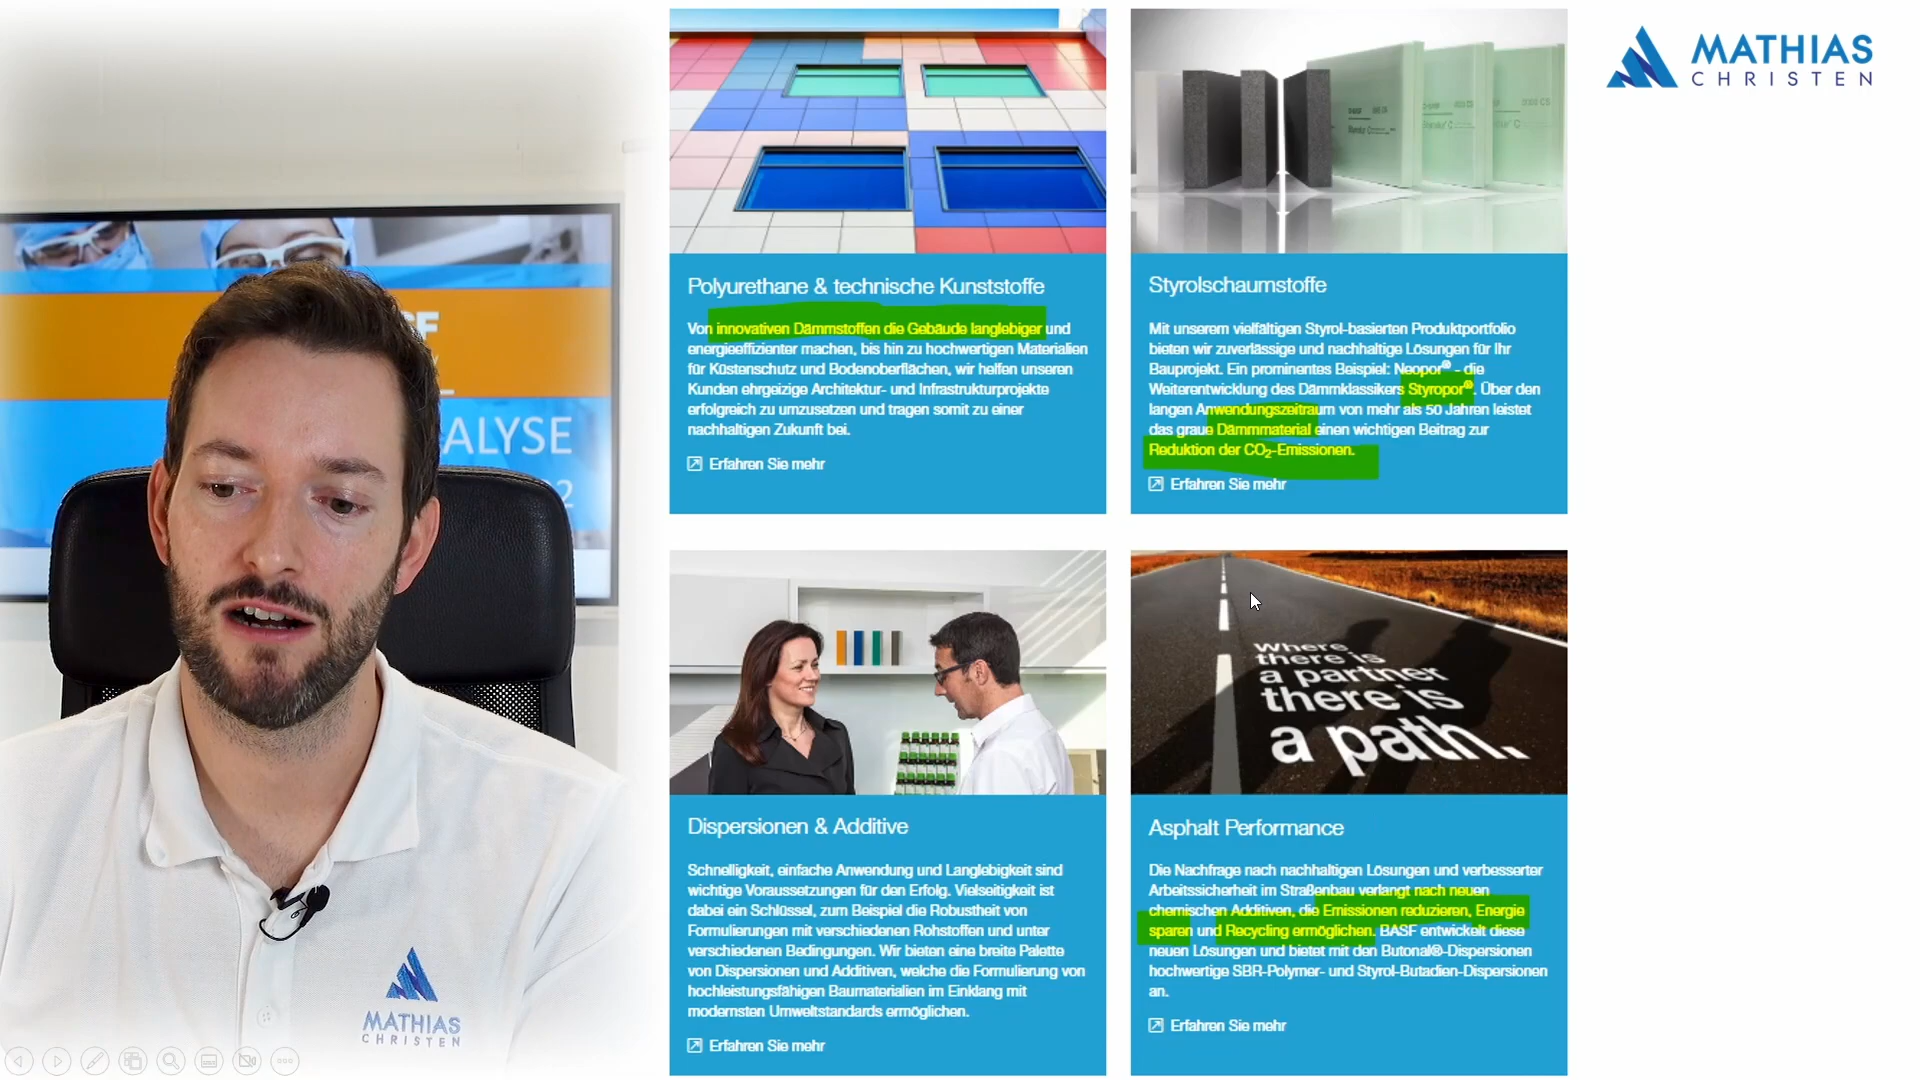 MATHIAS
CHRISTEN
F
ALYSE
2
MATHIAS
CHRISTEN
Polyurethane & technische Kunststoffe
Von innovativen Dämmstoffen die Gebäude langlebiger und
energieeffizienter machen, bis hin zu hochwertigen Materialien
für Küstenschutz und Bodenoberflächen, wir helfen unseren
Kunden ehrgeizige Architektur- und Infrastrukturprojekte
erfolgreich zu umzusetzen und tragen somit zu einer
nachhaltigen Zukunft bei.
Erfahren Sie mehr
Styrolschaumstoffe
Mit unserem vielfältigen Styrol-basierten Produktportfolio
bieten wir zuverlässige und nachhaltige Lösungen für Ihr
Bauprojekt. Ein prominentes Beispiel: Neopor® - die
Weiterentwicklung des Dämmklassikers Styropor®. Über den
langen Anwendungszeitraum von mehr als 50 Jahren leistet
das graue Dämmmaterial einen wichtigen Beitrag zur
Reduktion der CO₂-Emissionen.
Erfahren Sie mehr
Dispersionen & Additive
Schnelligkeit, einfache Anwendung und Langlebigkeit sind
wichtige Voraussetzungen für den Erfolg. Vielseitigkeit ist
dabei ein Schlüssel, zum Beispiel die Robustheit von
Formulierungen mit verschiedenen Rohstoffen und unter
verschiedenen Bedingungen. Wir bieten eine breite Palette
von Dispersionen und Additiven, welche die Formulierung von
hochleistungsfähigen Baumaterialien im Einklang mit
modernsten Umweltstandards ermöglichen.
Erfahren Sie mehr
where
there is
a partner
there is
a path.
Asphalt Performance
Die Nachfrage nach nachhaltigen Lösungen und verbesserter
Arbeitssicherheit im Straßenbau verlangt nach neuen
chemischen Additiven, die Emissionen reduzieren, Energie
sparen und Recycling ermöglichen. BASF entwickelt diese
neuen Lösungen und bietet mit den Butonal®-Dispersionen
hochwertige SBR-Polymer- und Styrol-Butadien-Dispersionen
an.
Erfahren Sie mehr